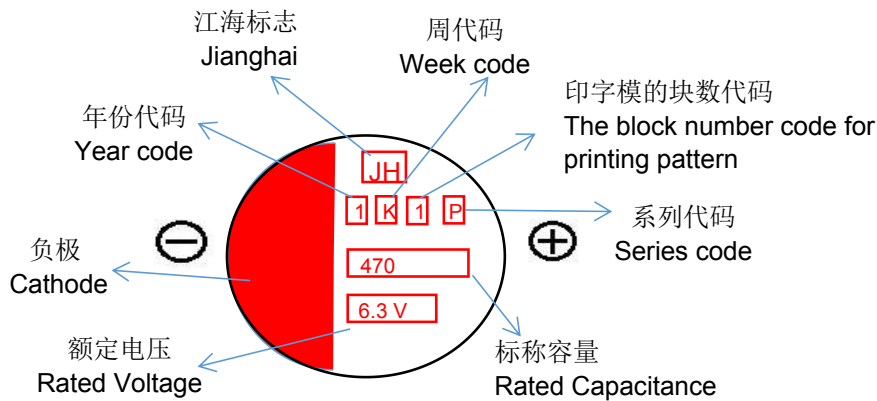 江海标志
Jianghai
周代码
Week code
印字模的块数代码
The block number code for
printing pattern
年份代码
Year code
JH
1 K 1 P
系列代码
Series code
负极
Cathode
470
6.3 V
额定电压
Rated Voltage
标称容量
Rated Capacitance